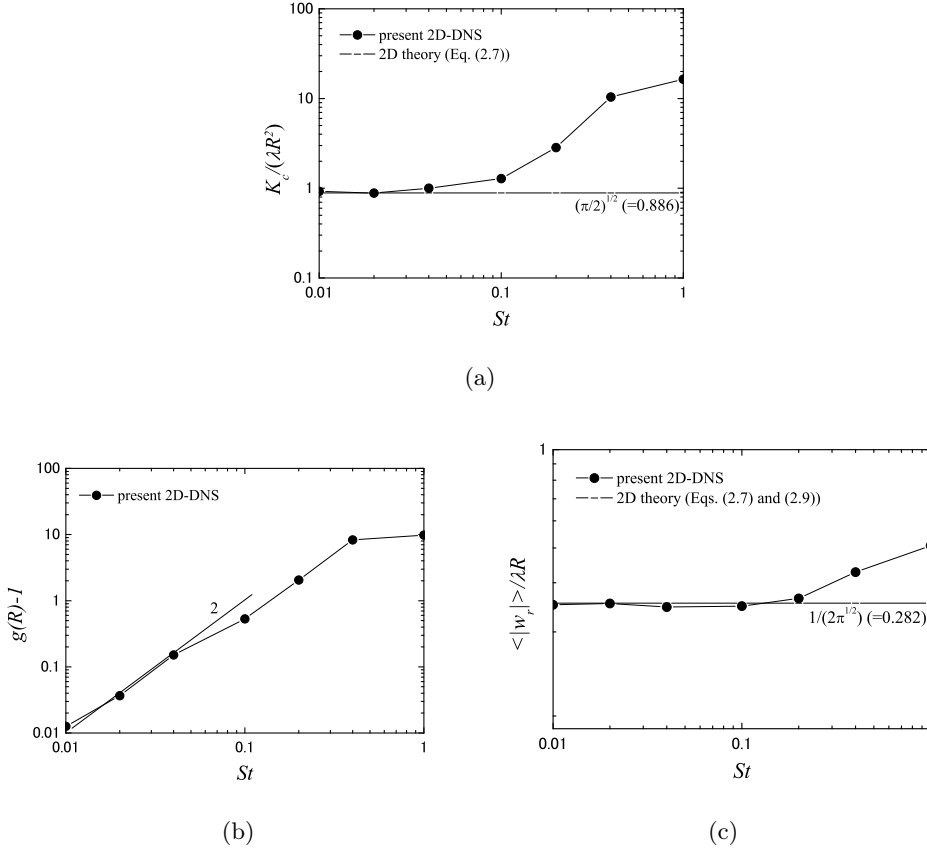 100
present 2D-DNS
2D theory (Eq. (2.7))
10
K_c/(λR^2)
1
(π/2)^{1/2} (=0.886)
0.1
0.01 0.1 1
St
(a)
100
present 2D-DNS
10
2
1
g(R)-1
0.1
0.01
0.01 0.1 1
St
(b)
1
present 2D-DNS
2D theory (Eqs. (2.7) and (2.9))
<|w_r|>/λR
1/(2π^{1/2}) (=0.282)
0.01 0.1
St
(c)